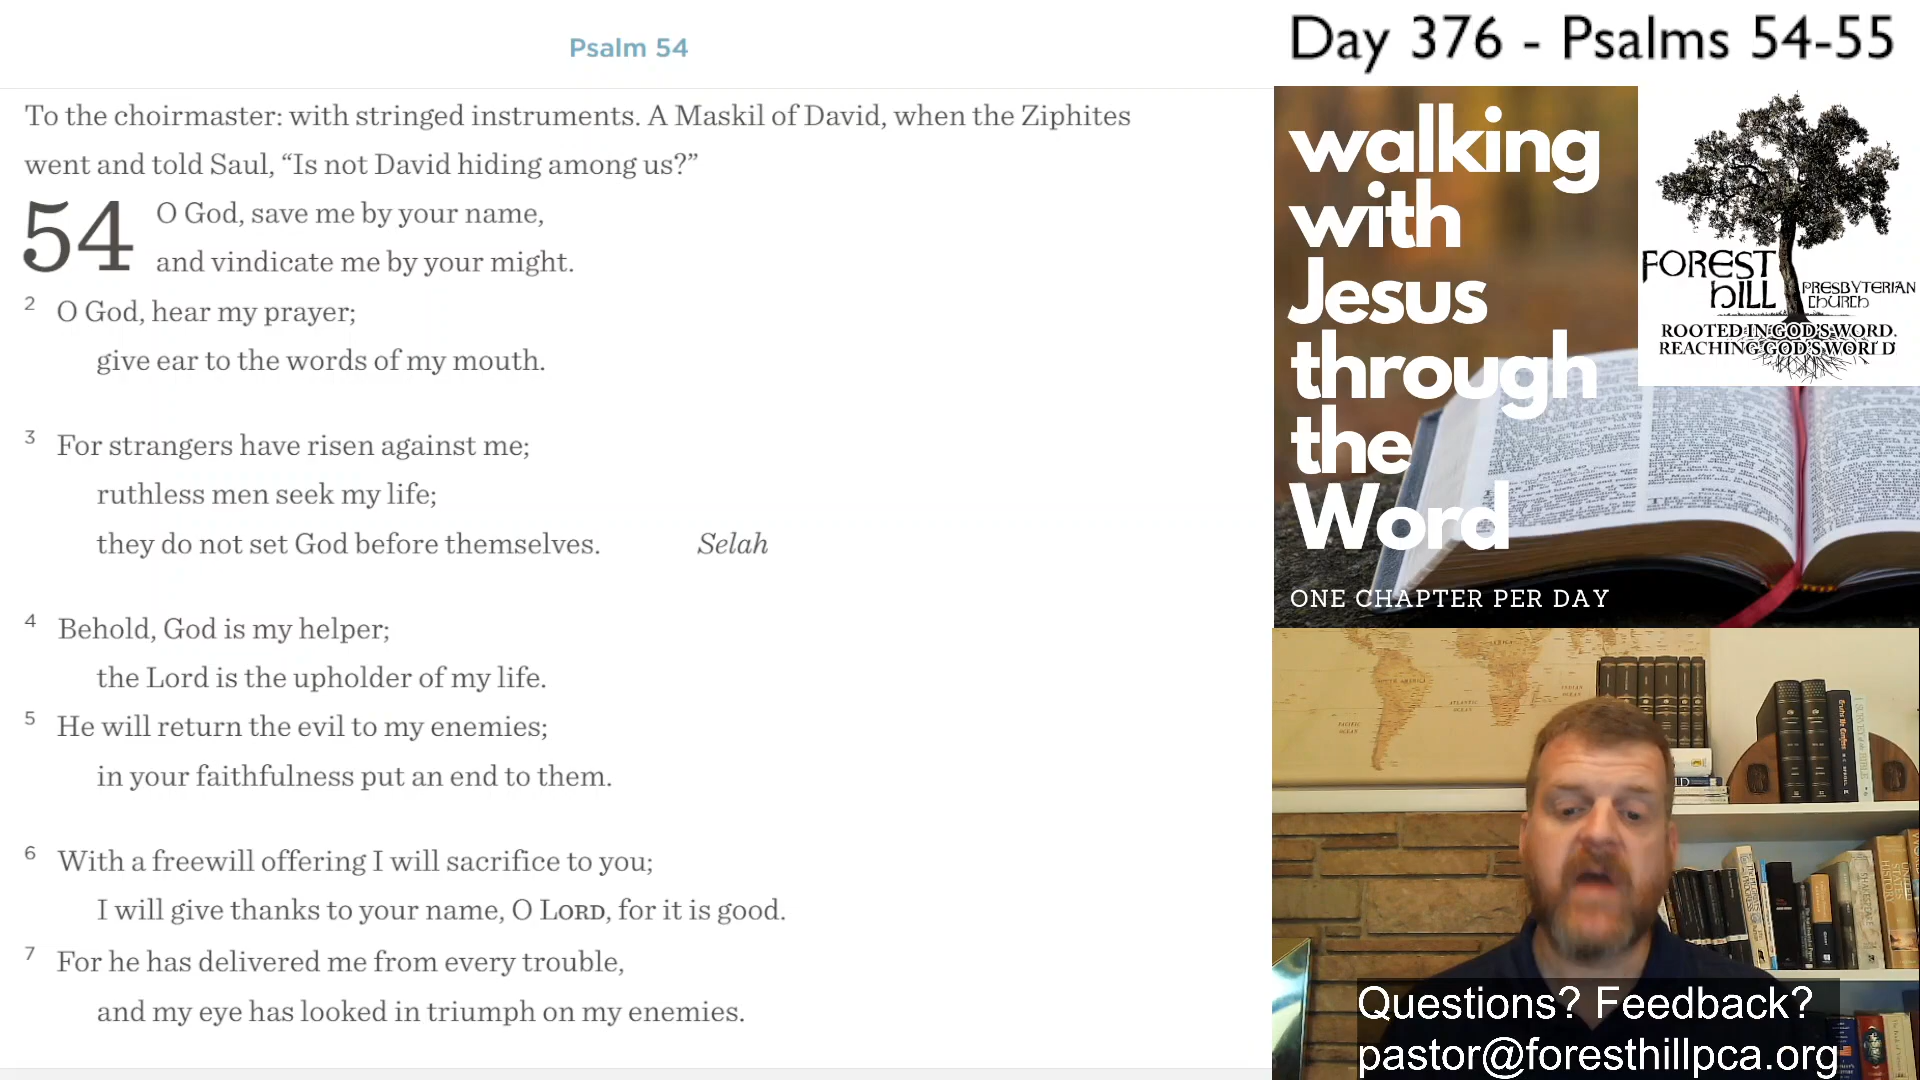 Psalm 54
To the choirmaster: with stringed instruments. A Maskil of David, when the Ziphites
went and told Saul, “Is not David hiding among us?”
54 O God, save me by your name,
and vindicate me by your might.
2 O God, hear my prayer;
give ear to the words of my mouth.
3 For strangers have risen against me;
ruthless men seek my life;
they do not set God before themselves. Selah
4 Behold, God is my helper;
the Lord is the upholder of my life.
5 He will return the evil to my enemies;
in your faithfulness put an end to them.
6 With a freewill offering I will sacrifice to you;
I will give thanks to your name, O LORD, for it is good.
7 For he has delivered me from every trouble,
and my eye has looked in triumph on my enemies.
Day 376 - Psalms 54-55
walking
with
Jesus
through
the
Word
ONE CHAPTER PER DAY
FOREST
HILL
PRESBYTERIAN
CHURCH
ROOTED IN GOD'S WORD.
REACHING GOD'S WORLD
PACIFIC
OCEAN
ATLANTIC
OCEAN
INDIAN
OCEAN
Questions? Feedback?
pastor@foresthillpca.org